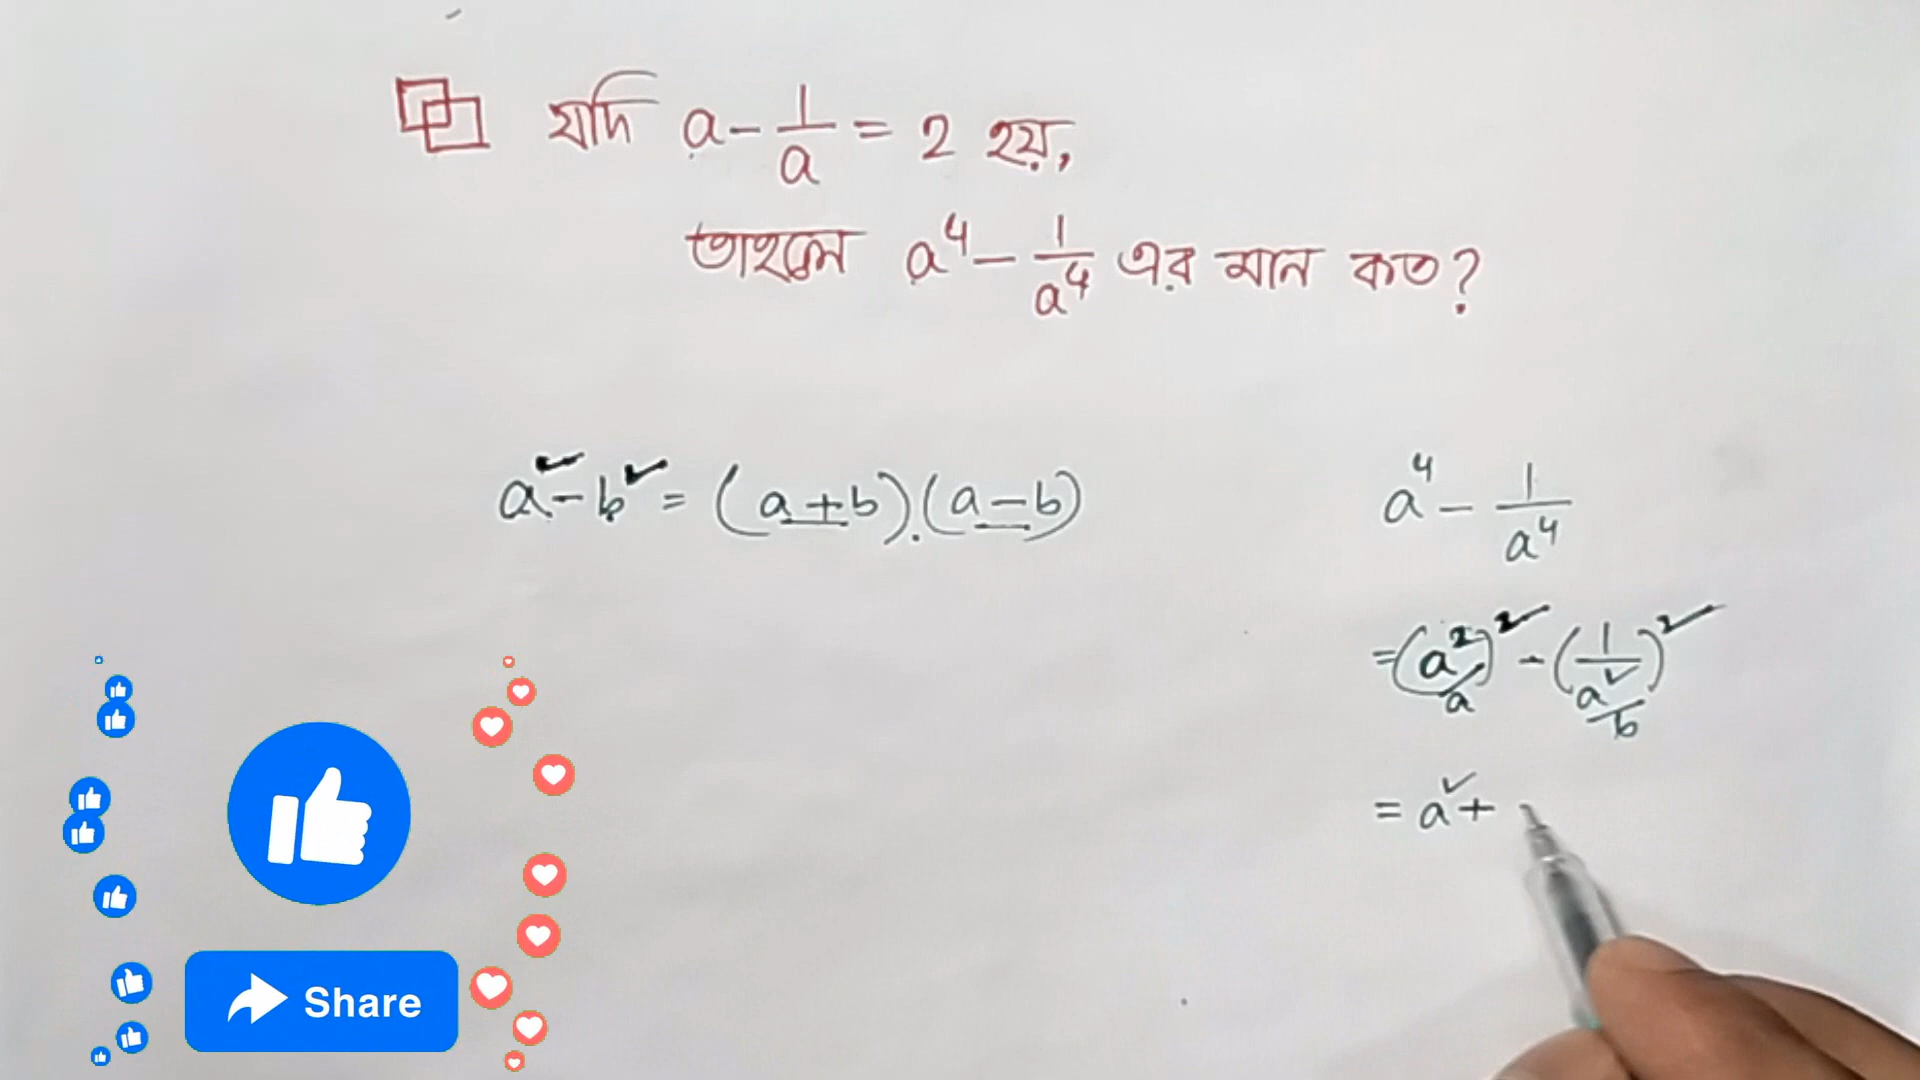 যদি a - 1/a = 2 হয়,
তাহলে a⁴ - 1/a⁴ এর মান কত?
a² - b² = (a + b).(a - b)
a⁴ - 1/a⁴
= (a²)² - (1/a²)²
a b
= a² +
Share